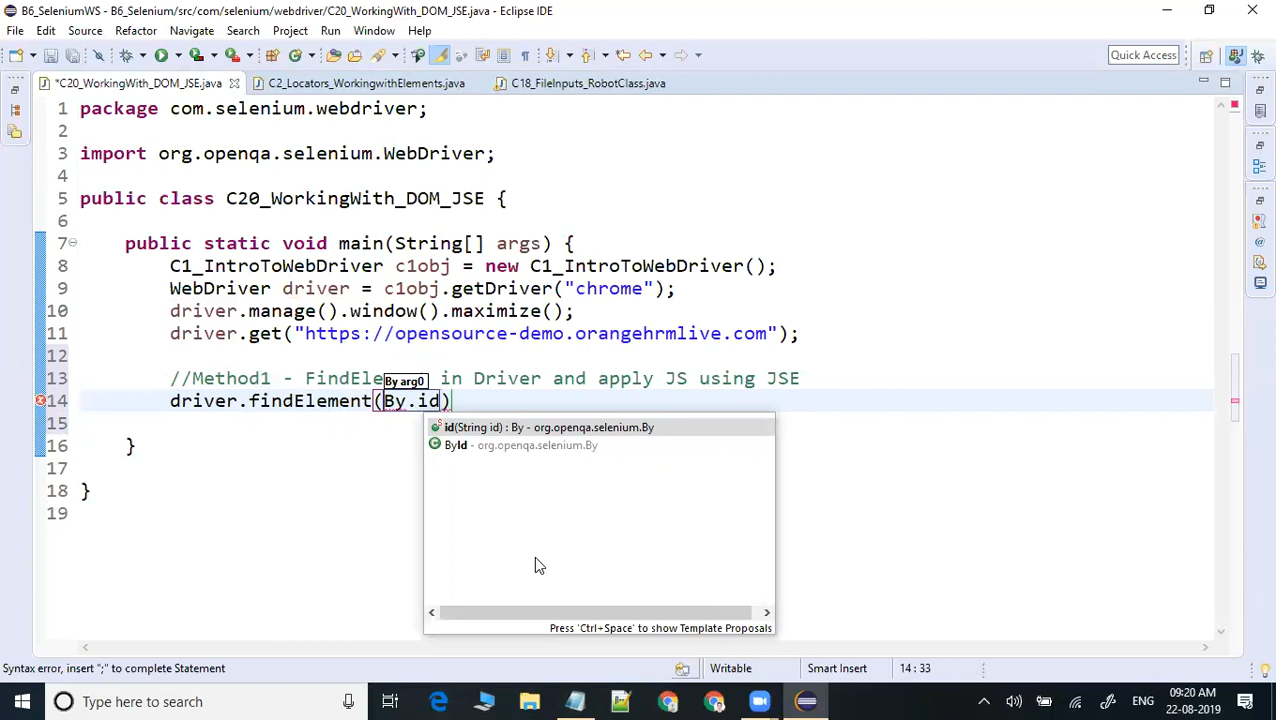 B6_SeleniumWS - B6_Selenium/src/com/selenium/webdriver/C20_WorkingWith_DOM_JSE.java - Eclipse IDE
File Edit Source Refactor Navigate Search Project Run Window Help
Quick Access
*C20_WorkingWith_DOM_JSE.java C2_Locators_WorkingwithElements.java C18_FileInputs_RobotClass.java
1 package com.selenium.webdriver;
2
3 import org.openqa.selenium.WebDriver;
4
5 public class C20_WorkingWith_DOM_JSE {
6
7 public static void main(String[] args) {
8 C1_IntroToWebDriver c1obj = new C1_IntroToWebDriver();
9 WebDriver driver = c1obj.getDriver("chrome");
10 driver.manage().window().maximize();
11 driver.get("https://opensource-demo.orangehrmlive.com");
12
13 //Method1 - FindEle in Driver and apply JS using JSE
By arg0
14 driver.findElement(By.id)
15
id(String id) : By - org.openqa.selenium.By
16 }
ById - org.openqa.selenium.By
17
18 }
19
Press 'Ctrl+Space' to show Template Proposals
Syntax error, insert ";" to complete Statement Writable Smart Insert 14 : 33
Type here to search
ENG
09:20 AM
22-08-2019